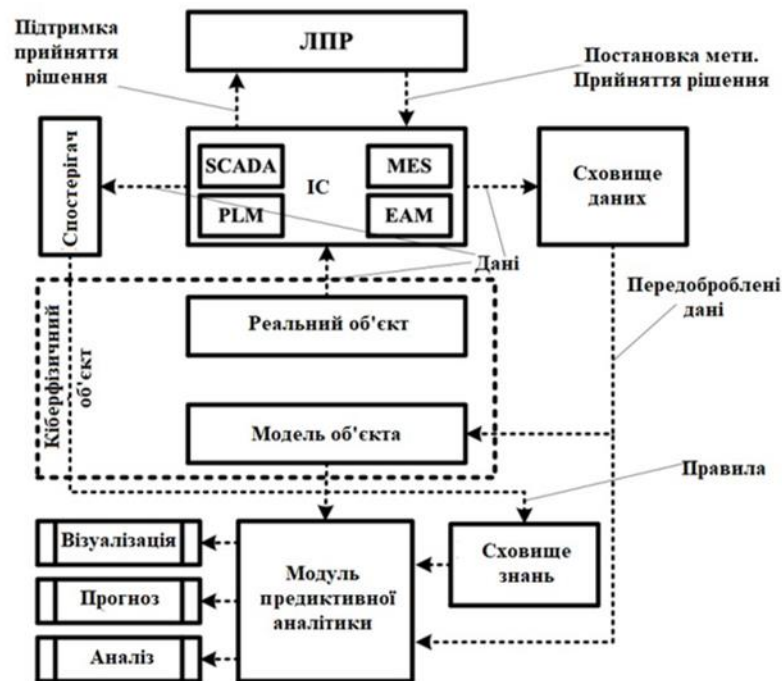 Підтримка
прийняття
рішення
ЛПР
Постановка мети.
Прийняття рішення
Спостерігач
SCADA
PLM
ІС
MES
EAM
Сховище
даних
Дані
Передоброблені
дані
Кіберфізичний
об'єкт
Реальний об'єкт
Модель об'єкта
Правила
Візуалізація
Прогноз
Аналіз
Модуль
предиктивної
аналітики
Сховище
знань